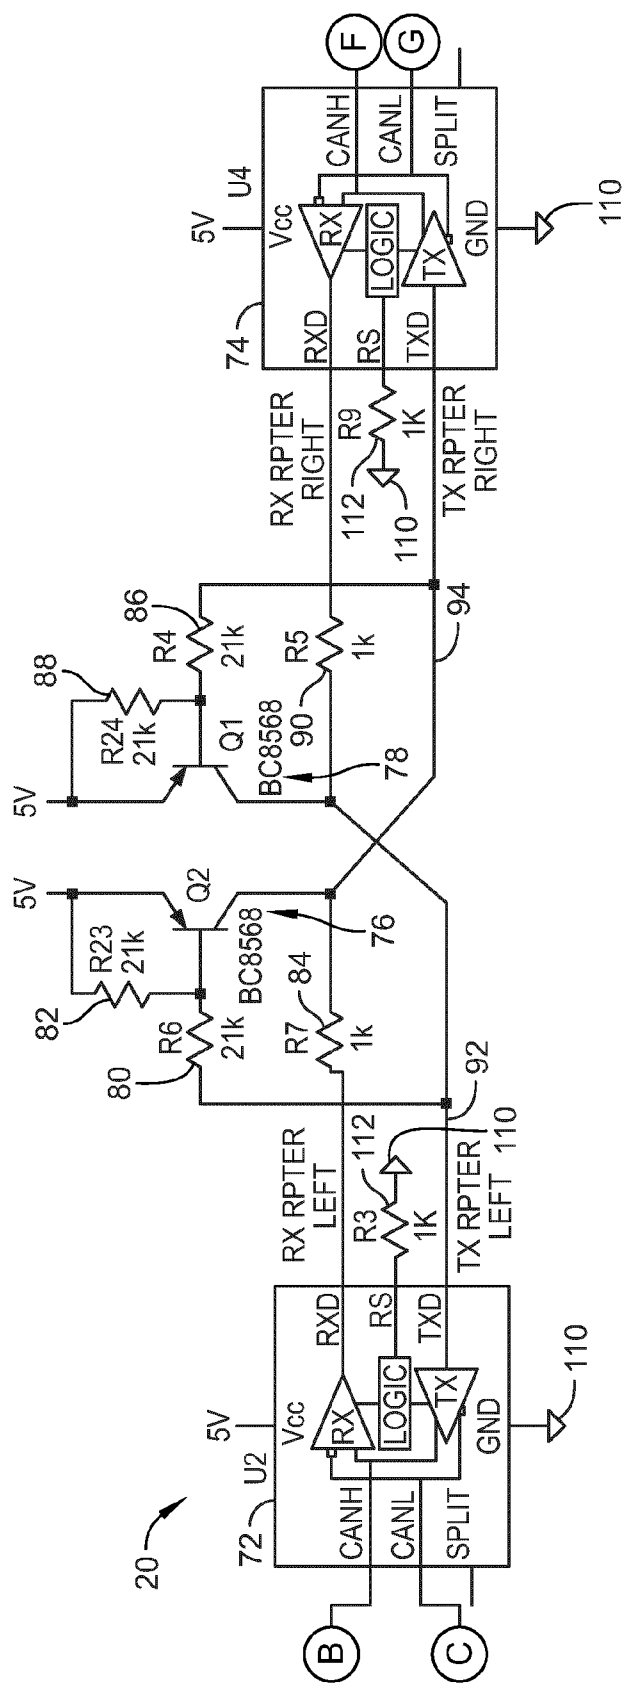 20
B
C
72
U2
5V
Vcc
CANH
CANL
SPLIT
RX
LOGIC
TX
RXD
RS
TXD
GND
110
RX RPTER
LEFT
R3
1K
112
110
TX RPTER
LEFT
92
80
R6
21k
82
R23
21k
5V
Q2
BC8568
76
R7
1k
84
5V
88
R24
21k
Q1
BC8568
78
86
R4
21k
R5
1k
90
94
RX RPTER
RIGHT
R9
1K
112
110
TX RPTER
RIGHT
74
U4
5V
Vcc
RXD
RS
TXD
RX
LOGIC
TX
CANH
CANL
SPLIT
GND
110
F
G